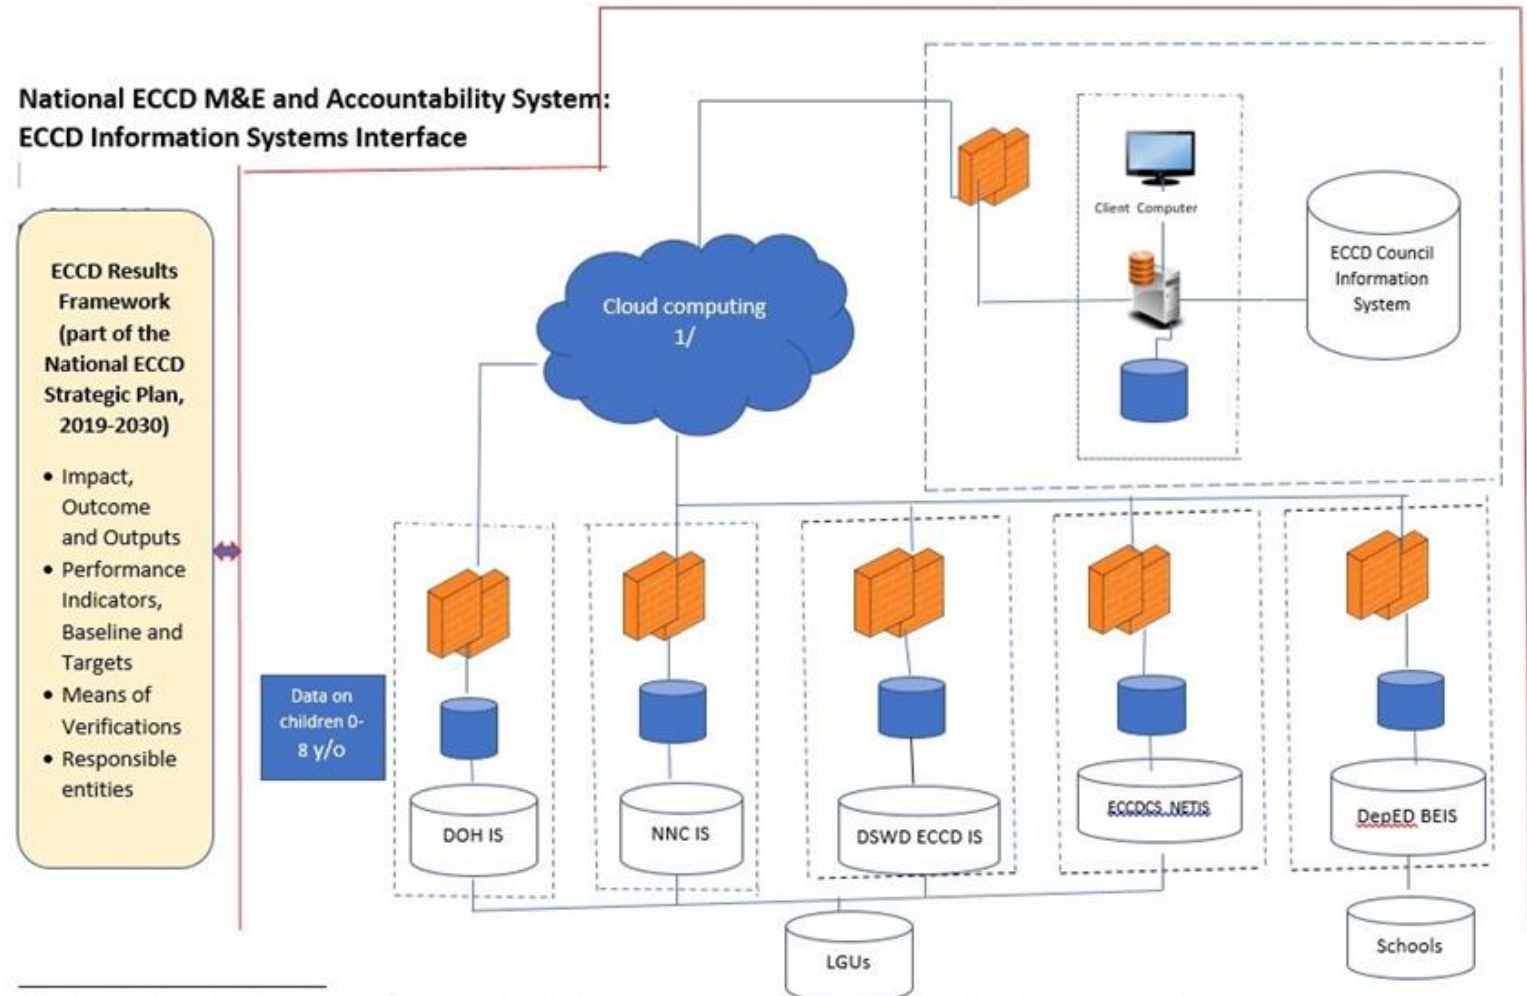 National ECCD M&E and Accountability System:
ECCD Information Systems Interface
ECCD Results
Framework
(part of the
National ECCD
Strategic Plan,
2019-2030)
• Impact,
Outcome
and Outputs
• Performance
Indicators,
Baseline and
Targets
• Means of
Verifications
• Responsible
entities
Cloud computing
1/
Client Computer
ECCD Council
Information
System
Data on
children 0-
8 y/o
DOH IS
NNC IS
DSWD ECCD IS
ECCDCS NETIS
DepED BEIS
LGUs
Schools